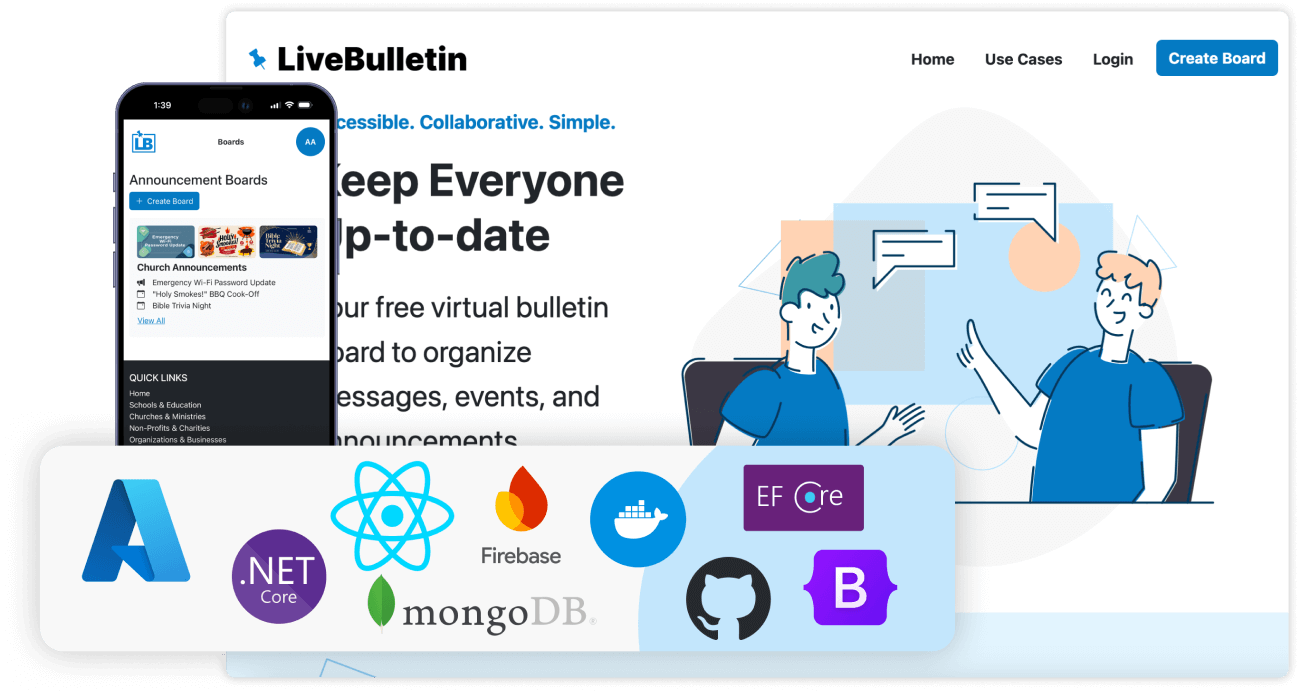 LiveBulletin
Home
Use Cases
Login
Create Board
cessible. Collaborative. Simple.
eep Everyone
p-to-date
our free virtual bulletin
oard to organize
essages, events, and
nnouncements
1:39
LB
Boards
AA
Announcement Boards
+ Create Board
Emergency
Wi-Fi
Password Update
Holy
Smokes!
Bible
Trivia
Night
Church Announcements
Emergency Wi-Fi Password Update
"Holy Smokes!" BBQ Cook-Off
Bible Trivia Night
View All
QUICK LINKS
Home
Schools & Education
Churches & Ministries
Non-Profits & Charities
Organizations & Businesses
.NET
Core
Firebase
mongoDB®
EF Core
B